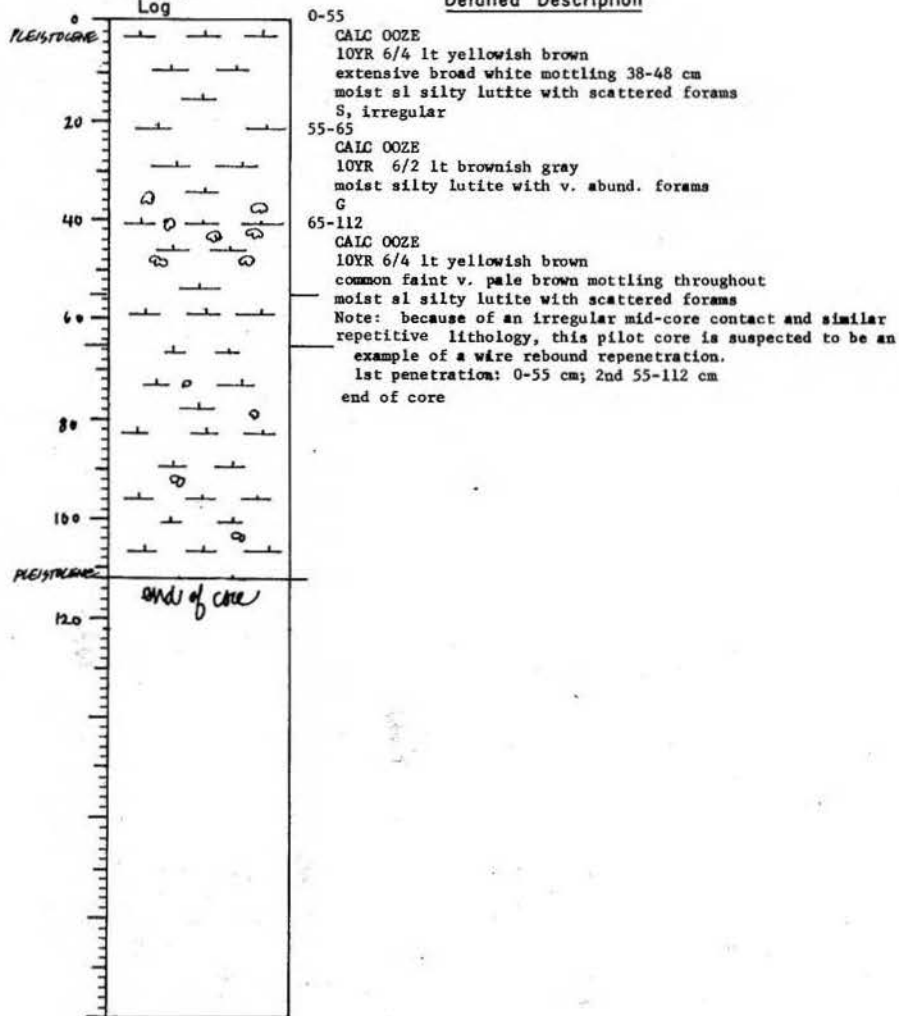 Log
Detailed Description
0
PLEISTOCENE
20
40
60
80
100
PLEISTOCENE
120
end of core
0-55
CALC OOZE
10YR 6/4 lt yellowish brown
extensive broad white mottling 38-48 cm
moist sl silty lutite with scattered forams
S, irregular
55-65
CALC OOZE
10YR 6/2 lt brownish gray
moist silty lutite with v. abund. forams
G
65-112
CALC OOZE
10YR 6/4 lt yellowish brown
common faint v. pale brown mottling throughout
moist sl silty lutite with scattered forams
Note: because of an irregular mid-core contact and similar
repetitive lithology, this pilot core is suspected to be an
example of a wire rebound repenetration.
1st penetration: 0-55 cm; 2nd 55-112 cm
end of core